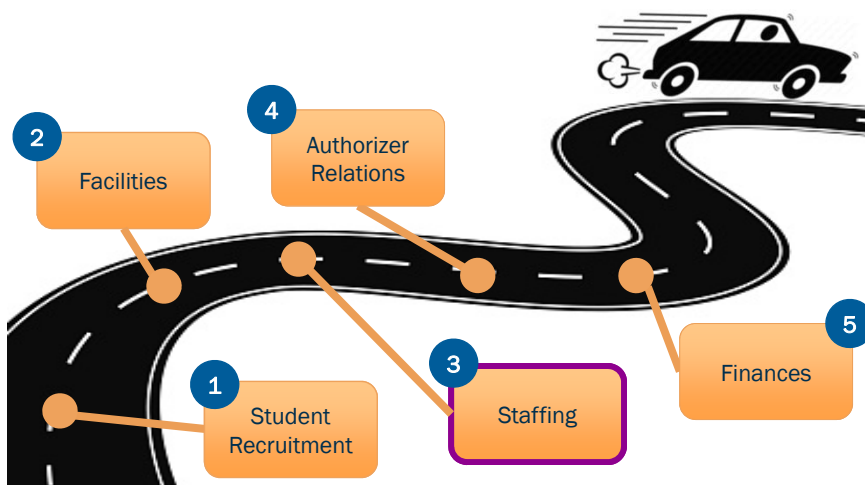 1
Student
Recruitment
2
Facilities
3
Staffing
4
Authorizer
Relations
5
Finances